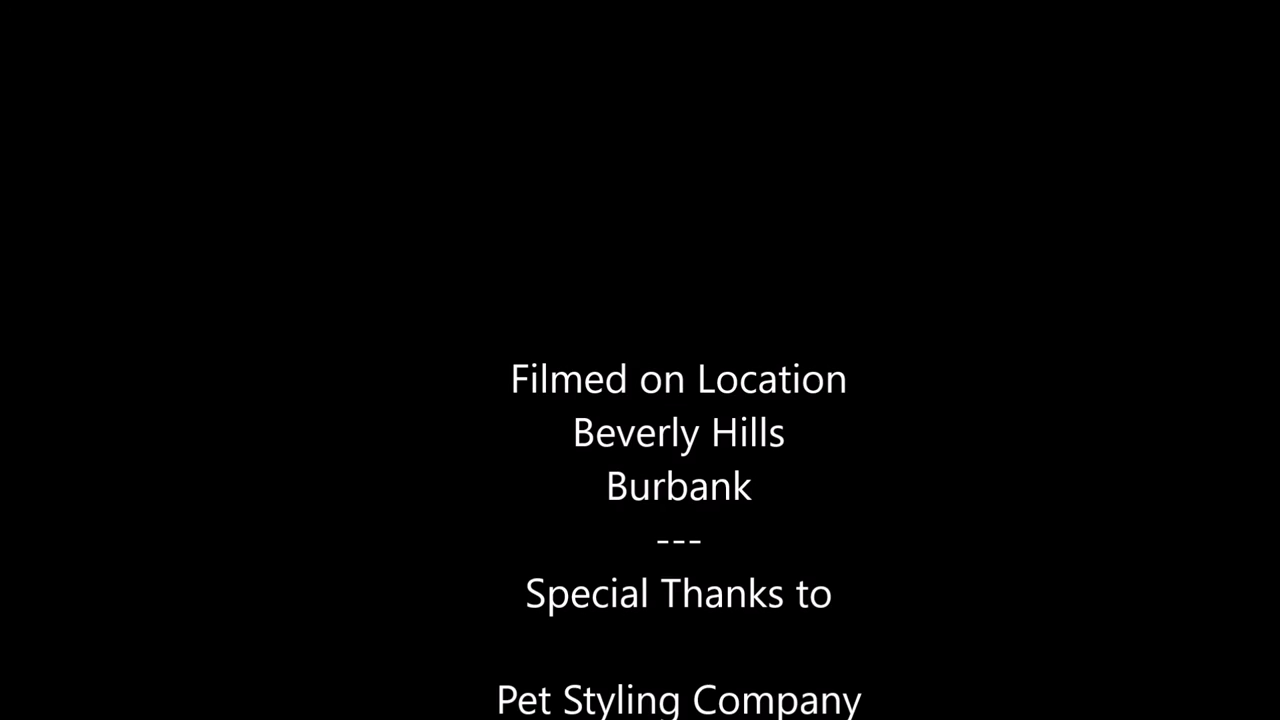 Filmed on Location
Beverly Hills
Burbank
---
Special Thanks to
Pet Styling Company